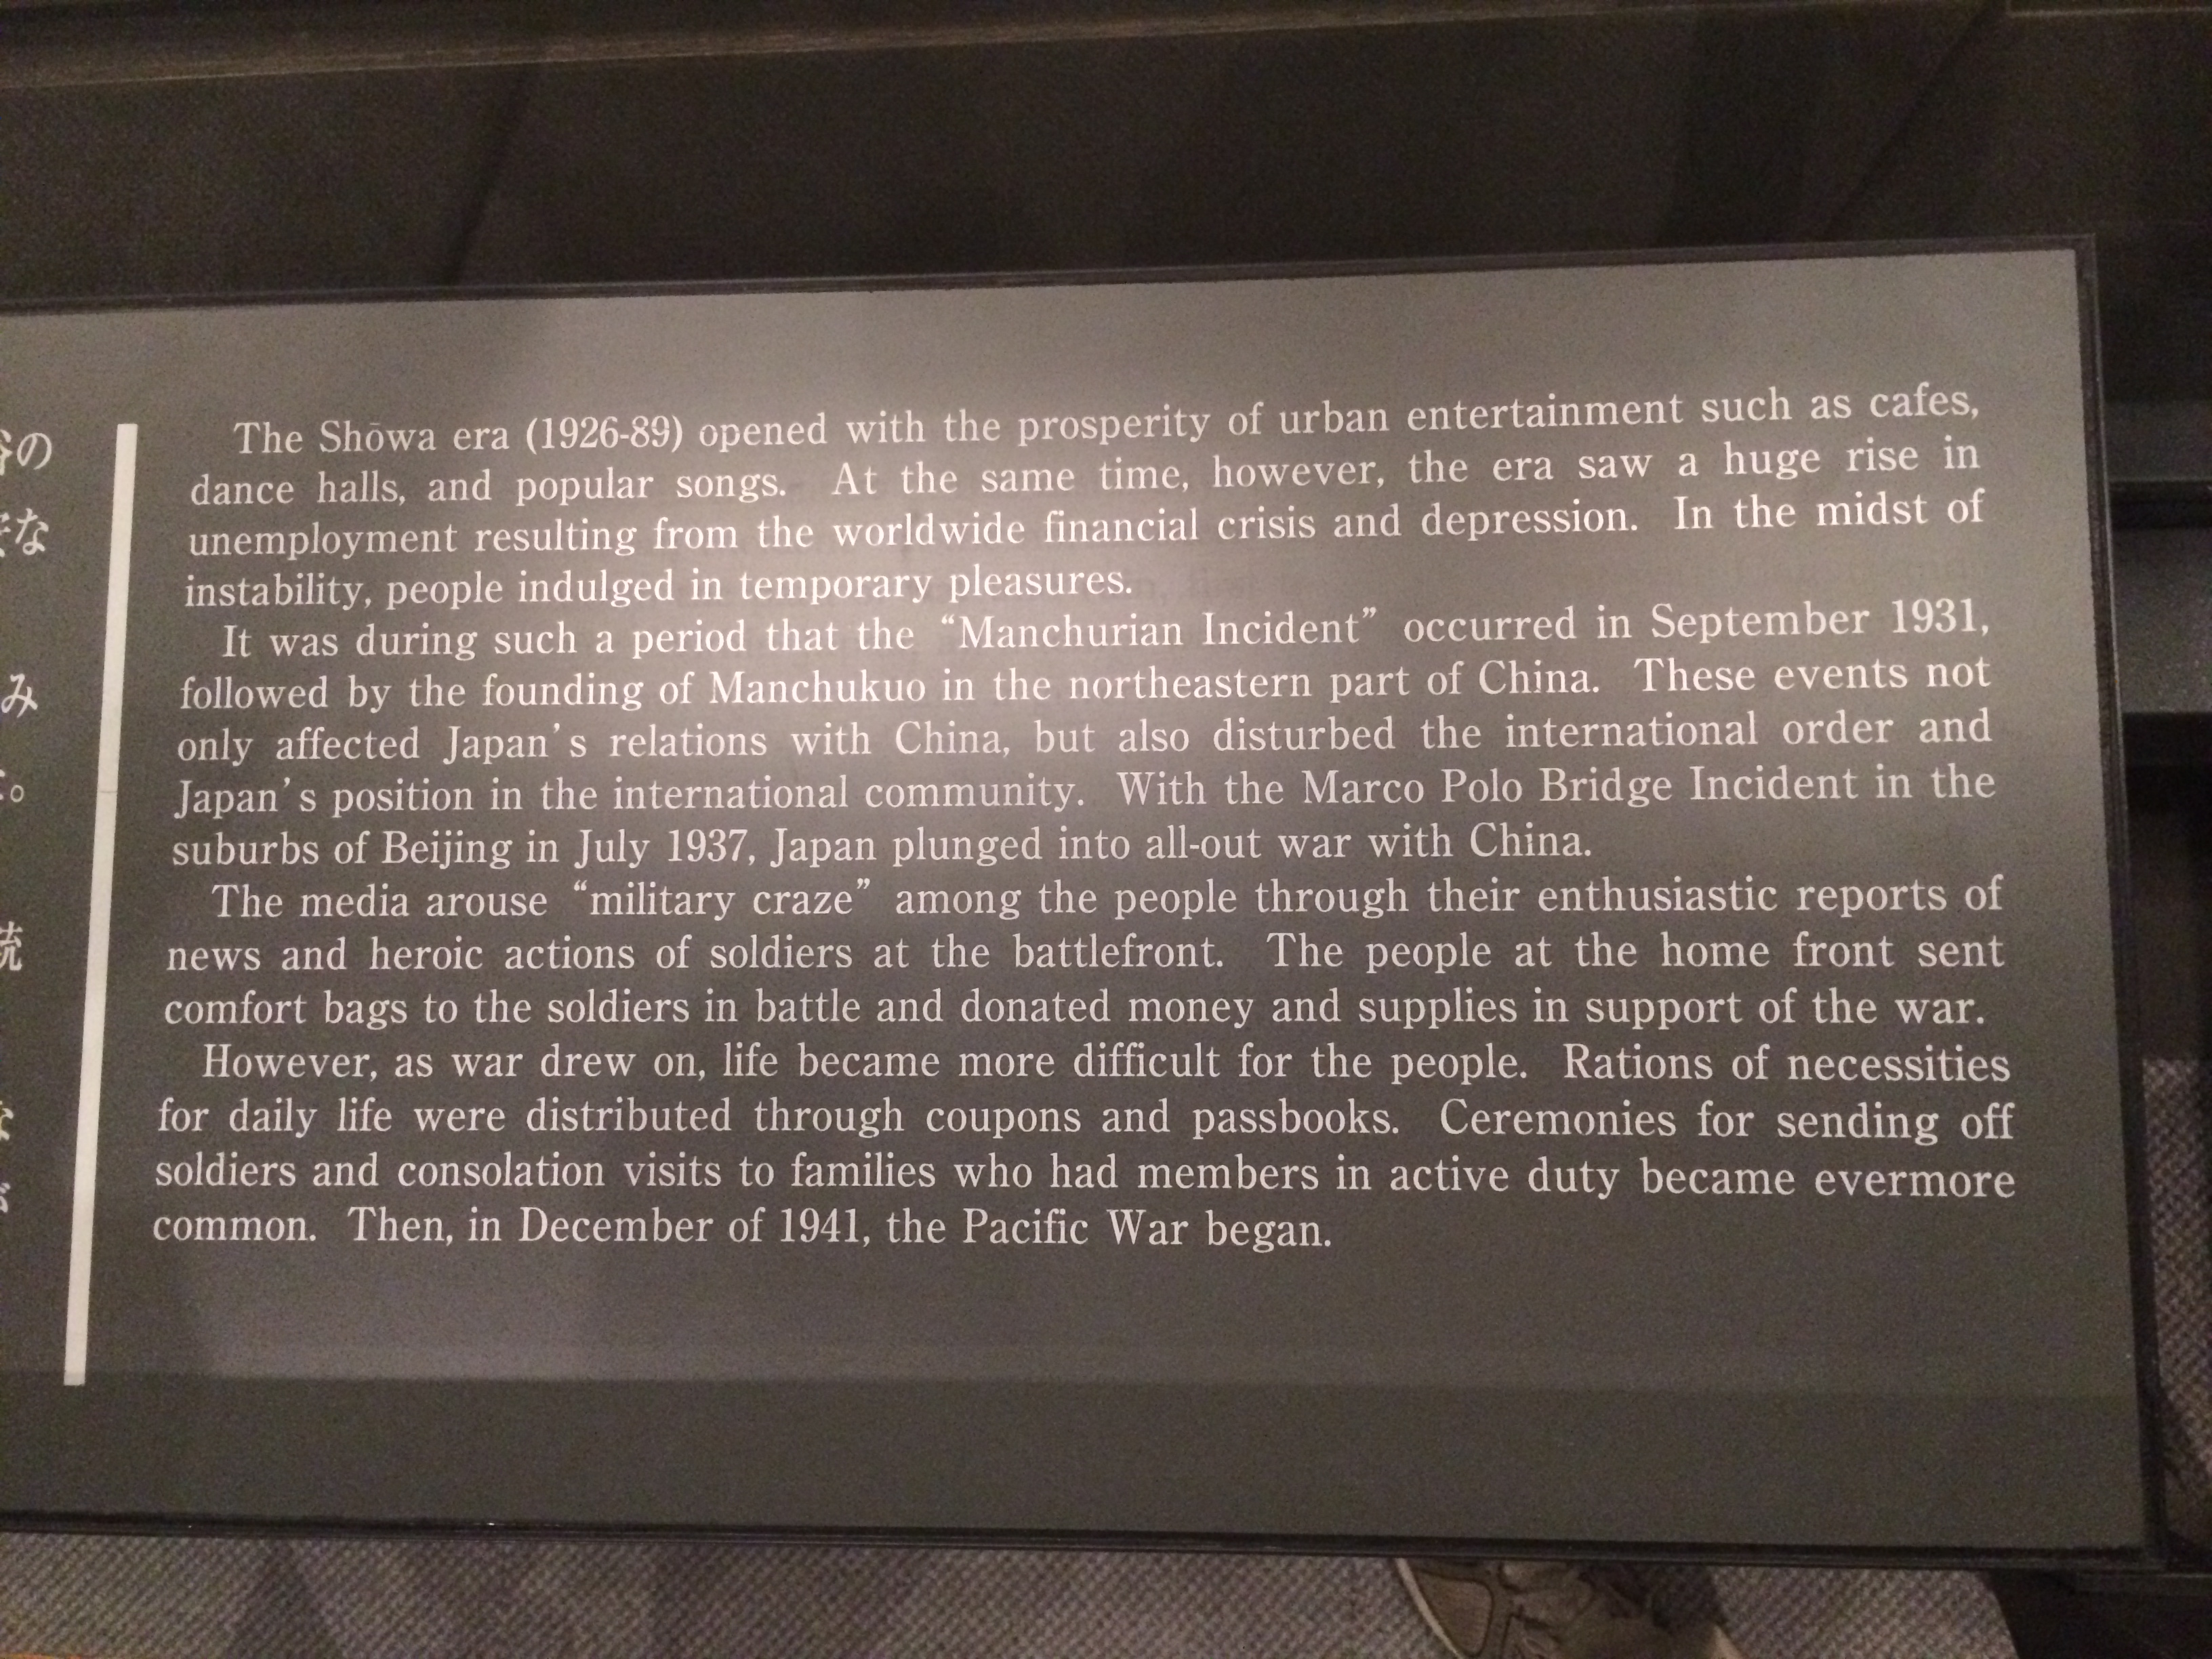 の
な
み
。
統
The Shōwa era (1926-89) opened with the prosperity of urban entertainment such as cafes,
dance halls, and popular songs. At the same time, however, the era saw a huge rise in
unemployment resulting from the worldwide financial crisis and depression. In the midst of
instability, people indulged in temporary pleasures.
It was during such a period that the “Manchurian Incident” occurred in September 1931,
followed by the founding of Manchukuo in the northeastern part of China. These events not
only affected Japan's relations with China, but also disturbed the international order and
Japan's position in the international community. With the Marco Polo Bridge Incident in the
suburbs of Beijing in July 1937, Japan plunged into all-out war with China.
The media arouse “military craze” among the people through their enthusiastic reports of
news and heroic actions of soldiers at the battlefront. The people at the home front sent
comfort bags to the soldiers in battle and donated money and supplies in support of the war.
However, as war drew on, life became more difficult for the people. Rations of necessities
for daily life were distributed through coupons and passbooks. Ceremonies for sending off
soldiers and consolation visits to families who had members in active duty became evermore
common. Then, in December of 1941, the Pacific War began.